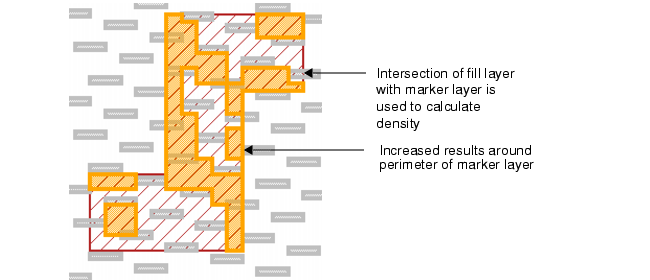 Intersection of fill layer
with marker layer is
used to calculate
density
Increased results around
perimeter of marker layer